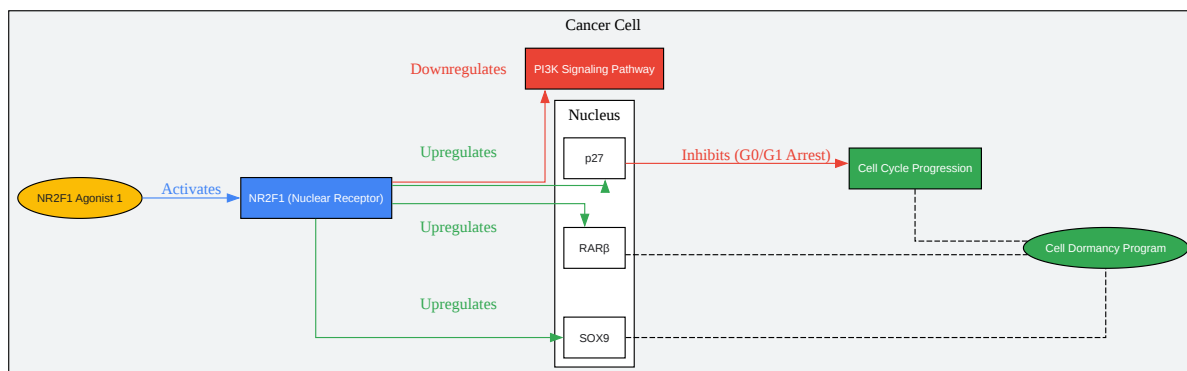 Cancer Cell
Downregulates
PI3K Signaling Pathway
Nucleus
Upregulates
p27
Inhibits (G0/G1 Arrest)
Cell Cycle Progression
NR2F1 Agonist 1
Activates
NR2F1 (Nuclear Receptor)
Upregulates
RARβ
Cell Dormancy Program
Upregulates
SOX9